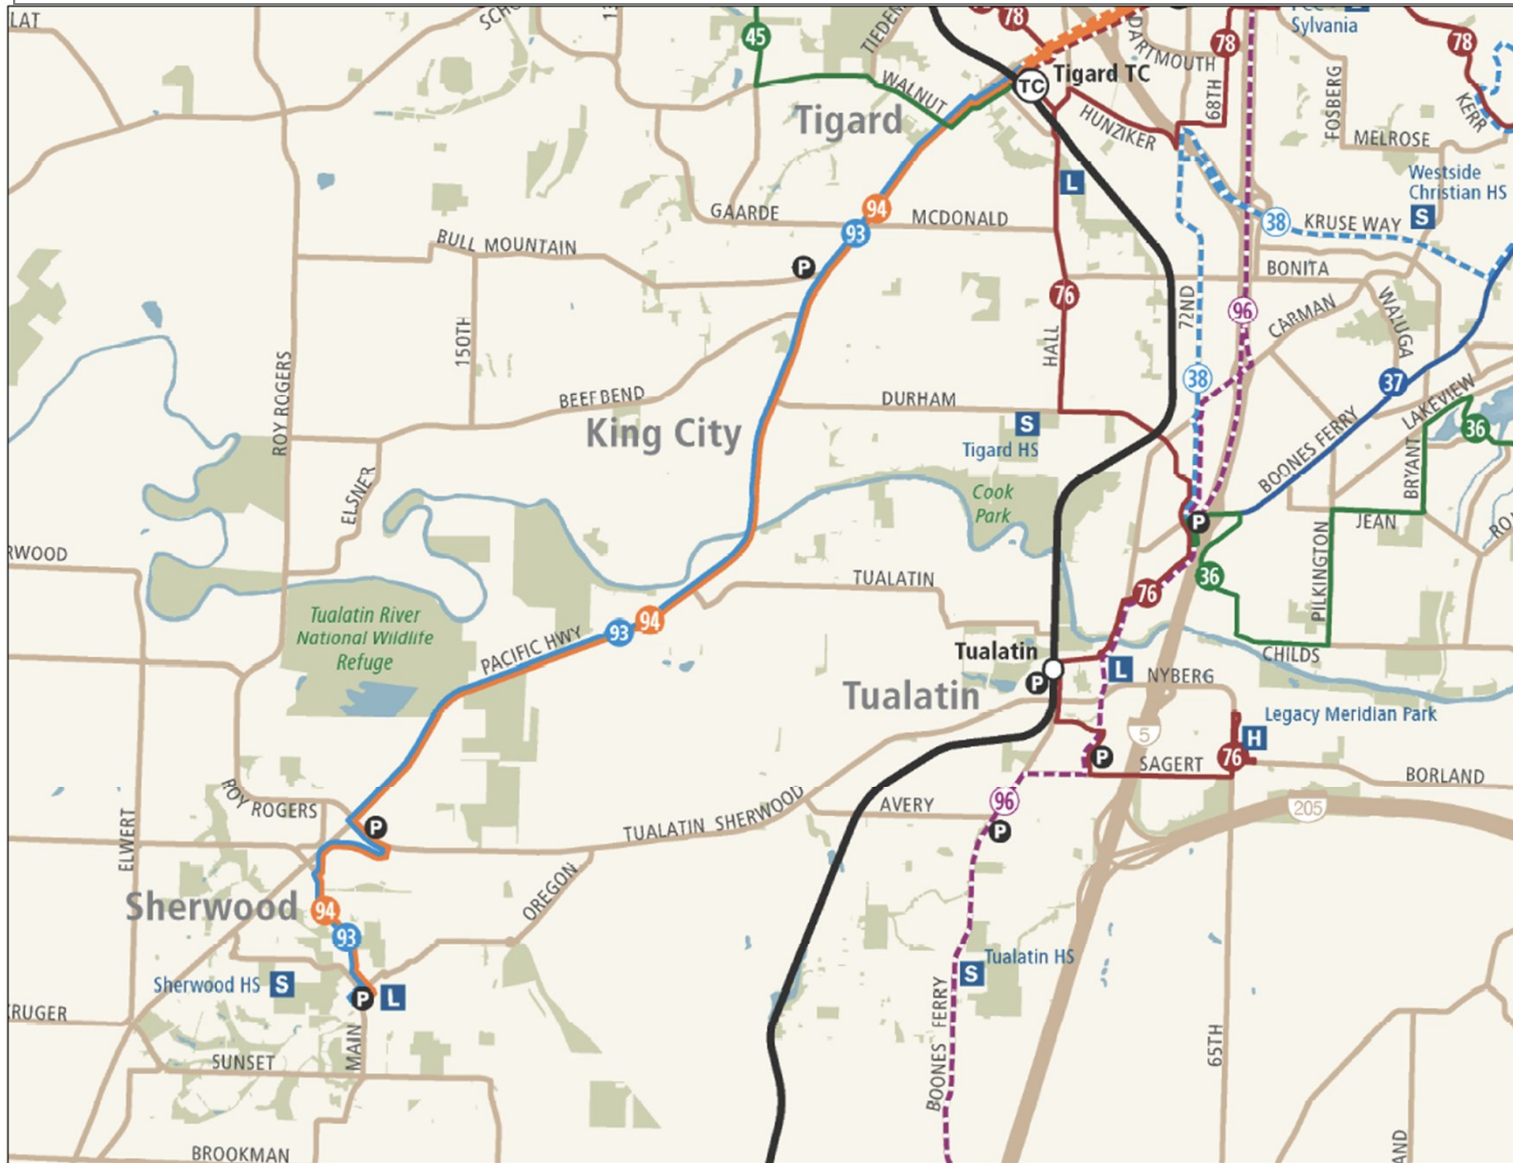 LAT
45
78
Sylvania
DARTMOUTH
78
68TH
78
FOSBERG
KERR
Tigard TC
TC
WALNUT
Tigard
HUNZIKER
MELROSE
L
Westside
Christian HS
S
94
93
GAARDE
MCDONALD
38
KRUSE WAY
BULL MOUNTAIN
P
BONITA
76
72ND
96
CARMAN
WALUGA
150TH
HALL
ROY ROGERS
38
37
BEEF BEND
DURHAM
LAKEVIEW
King City
S
Tigard HS
36
BOONES FERRY
BRYANT
ELSNER
Cook
Park
P
JEAN
RWOOD
TUALATIN
76
36
PILKINGTON
Tualatin River
National Wildlife
Refuge
93
94
PACIFIC HWY
Tualatin
P
L
CHILDS
NYBERG
Tualatin
Legacy Meridian Park
H
5
P
76
SAGERT
BORLAND
ROY ROGERS
P
TUALATIN SHERWOOD
AVERY
96
P
205
ELWERT
OREGON
Sherwood
94
93
Sherwood HS
S
P
L
Tualatin HS
S
KRUGER
MAIN
SUNSET
BOONES FERRY
65TH
BROOKMAN
AND